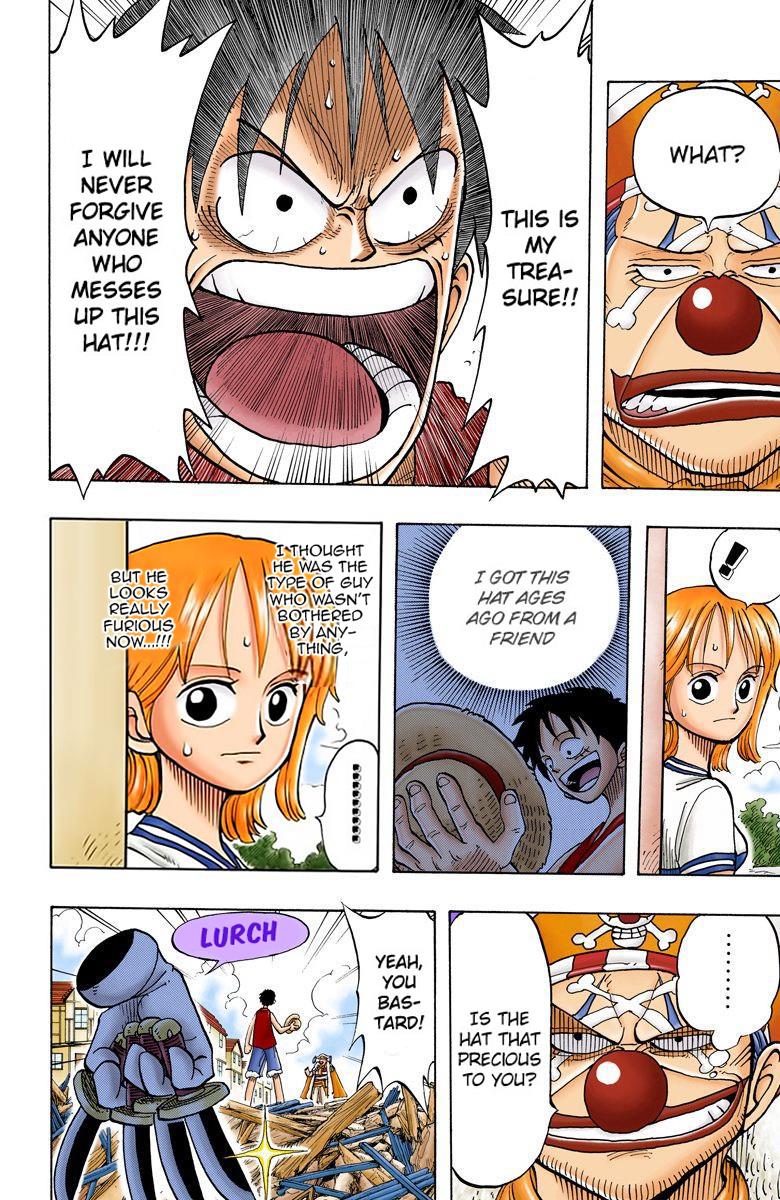 WHAT?
THIS IS
MY
TREA-
SURE!!
I WILL
NEVER
FORGIVE
ANYONE
WHO
MESSES
UP THIS
HAT!!!
!
I GOT THIS
HAT AGES
AGO FROM A
FRIEND
I THOUGHT
HE WAS THE
TYPE OF GUY
WHO WASN'T
BOTHERED
BY ANY-
THING,
BUT HE
LOOKS
REALLY
FURIOUS
NOW...!!!
!!!!!!!!
......
IS THE
HAT THAT
PRECIOUS
TO YOU?
YEAH,
YOU
BAS-
TARD!
LURCH